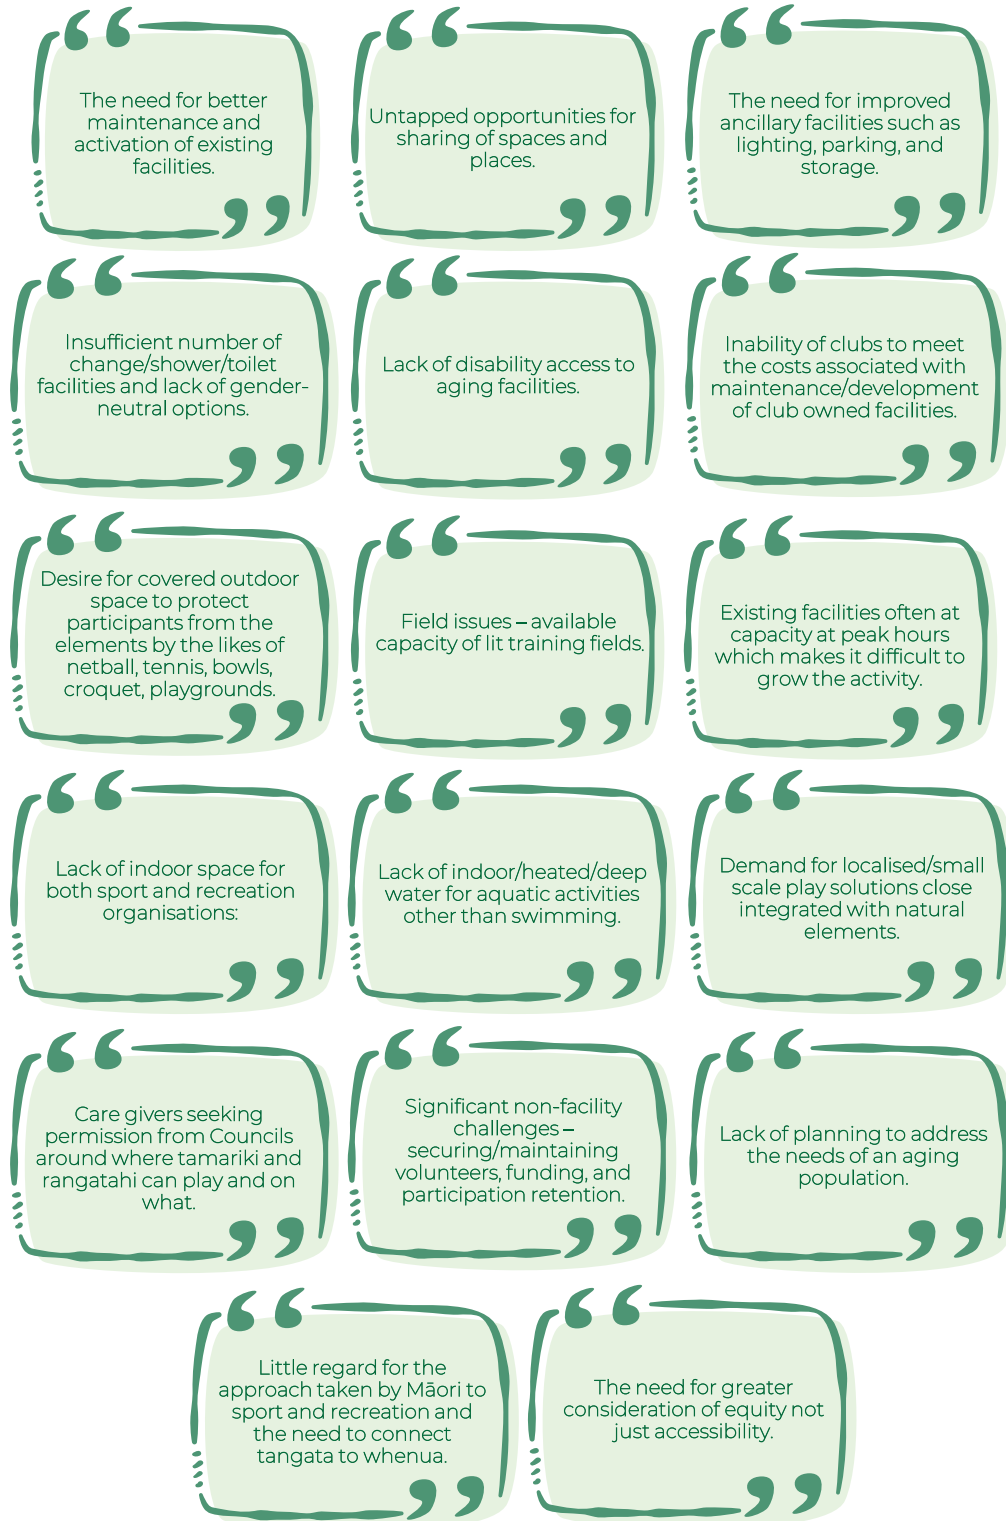 The need for better
maintenance and
activation of existing
facilities.
Untapped opportunities for
sharing of spaces and
places.
The need for improved
ancillary facilities such as
lighting, parking, and
storage.
Insufficient number of
change/shower/toilet
facilities and lack of gender-
neutral options.
Lack of disability access to
aging facilities.
Inability of clubs to meet
the costs associated with
maintenance/development
of club owned facilities.
Desire for covered outdoor
space to protect
participants from the
elements by the likes of
netball, tennis, bowls,
croquet, playgrounds.
Field issues – available
capacity of lit training fields.
Existing facilities often at
capacity at peak hours
which makes it difficult to
grow the activity.
Lack of indoor space for
both sport and recreation
organisations:
Lack of indoor/heated/deep
water for aquatic activities
other than swimming.
Demand for localised/small
scale play solutions close
integrated with natural
elements.
Care givers seeking
permission from Councils
around where tamariki and
rangatahi can play and on
what.
Significant non-facility
challenges –
securing/maintaining
volunteers, funding, and
participation retention.
Lack of planning to address
the needs of an aging
population.
Little regard for the
approach taken by Māori to
sport and recreation and
the need to connect
tangata to whenua.
The need for greater
consideration of equity not
just accessibility.